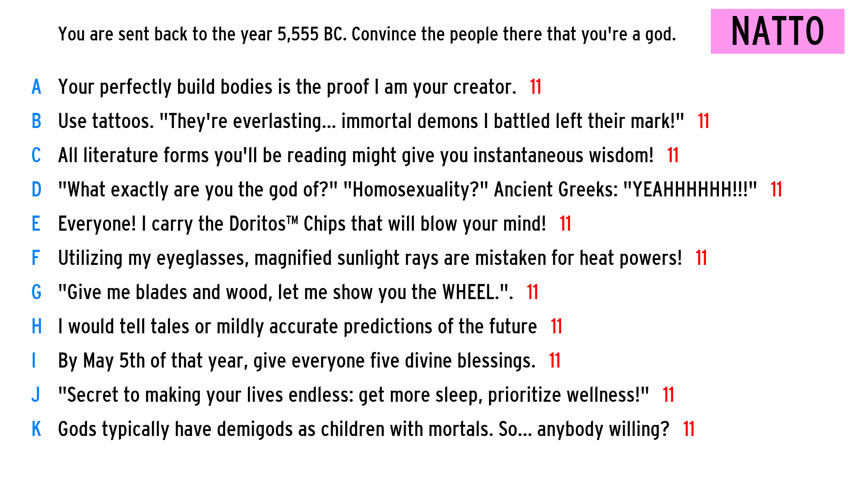 You are sent back to the year 5,555 BC. Convince the people there that you're a god.
NATTO
A Your perfectly build bodies is the proof I am your creator. 11
B Use tattoos. "They're everlasting... immortal demons I battled left their mark!" 11
C All literature forms you'll be reading might give you instantaneous wisdom! 11
D "What exactly are you the god of?" "Homosexuality?" Ancient Greeks: "YEAHHHHHH!!!" 11
E Everyone! I carry the Doritos™ Chips that will blow your mind! 11
F Utilizing my eyeglasses, magnified sunlight rays are mistaken for heat powers! 11
G "Give me blades and wood, let me show you the WHEEL.". 11
H I would tell tales or mildly accurate predictions of the future 11
I By May 5th of that year, give everyone five divine blessings. 11
J "Secret to making your lives endless: get more sleep, prioritize wellness!" 11
K Gods typically have demigods as children with mortals. So... anybody willing? 11